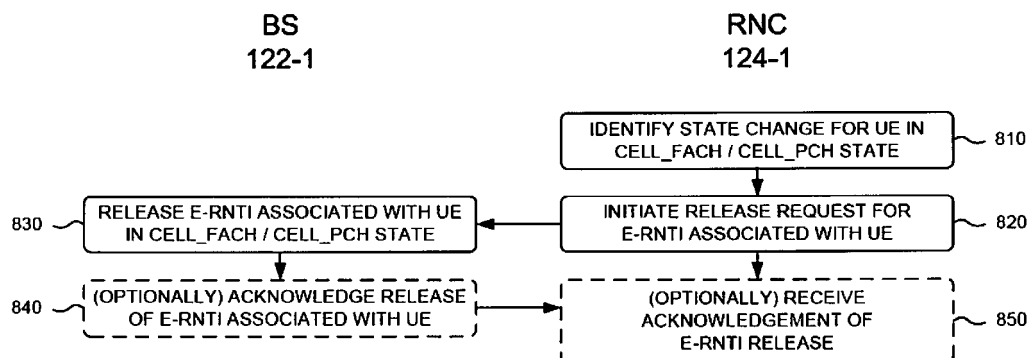 BS
122-1
RNC
124-1
IDENTIFY STATE CHANGE FOR UE IN
CELL_FACH / CELL_PCH STATE
810
830
RELEASE E-RNTI ASSOCIATED WITH UE
IN CELL_FACH / CELL_PCH STATE
INITIATE RELEASE REQUEST FOR
E-RNTI ASSOCIATED WITH UE
820
840
(OPTIONALLY) ACKNOWLEDGE RELEASE
OF E-RNTI ASSOCIATED WITH UE
(OPTIONALLY) RECEIVE
ACKNOWLEDGEMENT OF
E-RNTI RELEASE
850